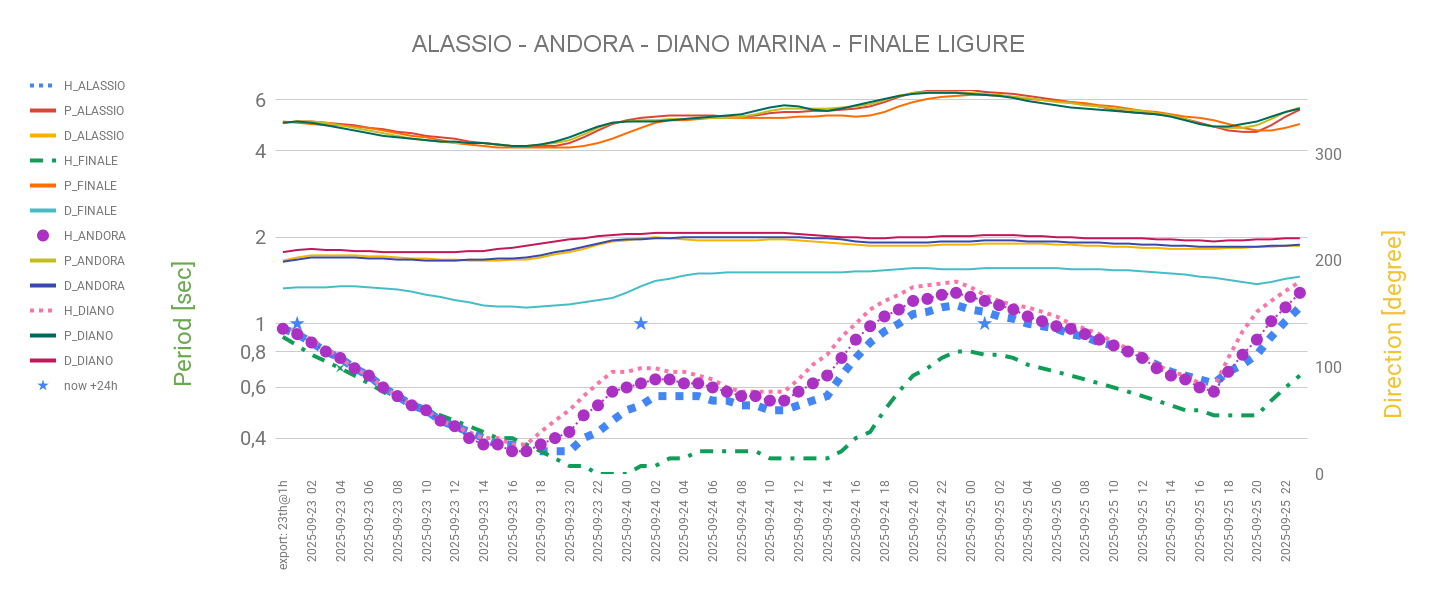 ALASSIO - ANDORA - DIANO MARINA - FINALE LIGURE
H_ALASSIO
P_ALASSIO
D_ALASSIO
H_FINALE
P_FINALE
D_FINALE
H_ANDORA
P_ANDORA
D_ANDORA
H_DIANO
P_DIANO
D_DIANO
now +24h
Period [sec]
6
4
2
1
0,8
0,6
0,4
300
200
100
0
Direction [degree]
export: 23th@1h
2025-09-23 02
2025-09-23 04
2025-09-23 06
2025-09-23 08
2025-09-23 10
2025-09-23 12
2025-09-23 14
2025-09-23 16
2025-09-23 18
2025-09-23 20
2025-09-23 22
2025-09-24 00
2025-09-24 02
2025-09-24 04
2025-09-24 06
2025-09-24 08
2025-09-24 10
2025-09-24 12
2025-09-24 14
2025-09-24 16
2025-09-24 18
2025-09-24 20
2025-09-24 22
2025-09-25 00
2025-09-25 02
2025-09-25 04
2025-09-25 06
2025-09-25 08
2025-09-25 10
2025-09-25 12
2025-09-25 14
2025-09-25 16
2025-09-25 18
2025-09-25 20
2025-09-25 22